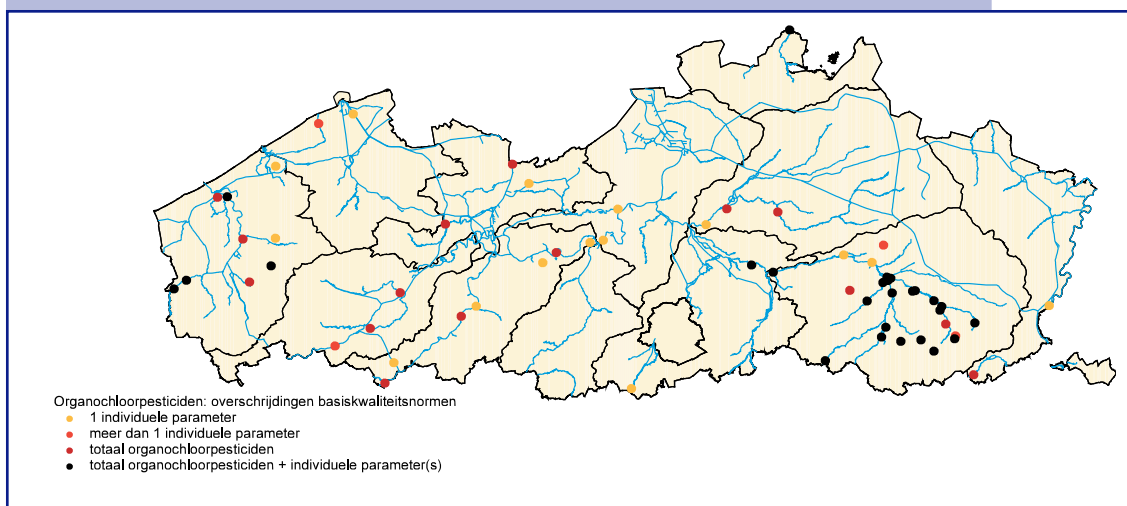 Organochloorpesticiden: overschrijdingen basiskwaliteitsnormen
1 individuele parameter
meer dan 1 individuele parameter
totaal organochloorpesticiden
totaal organochloorpesticiden + individuele parameter(s)